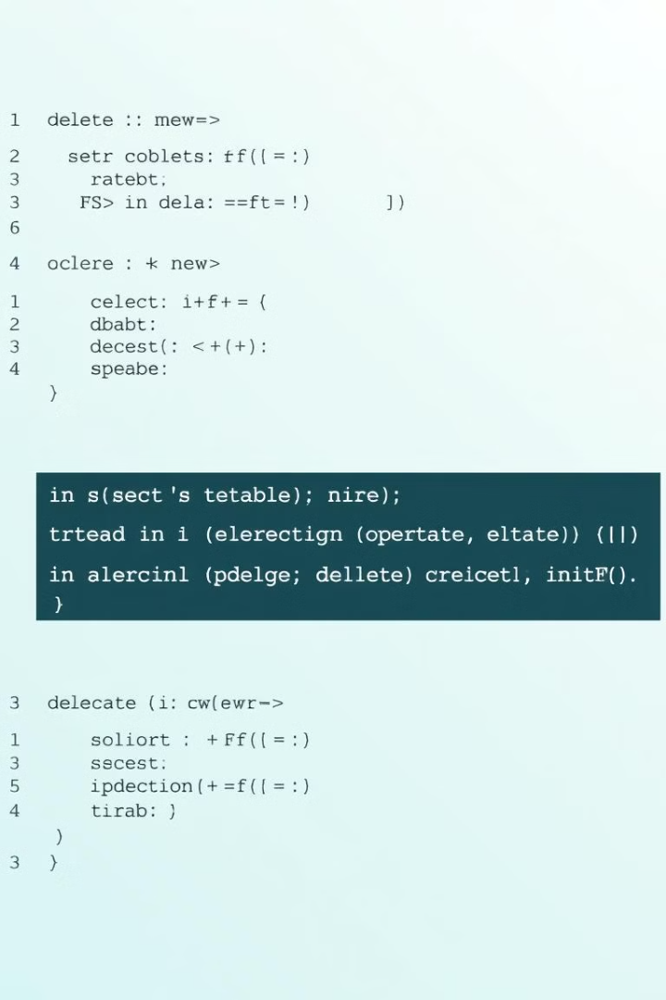 1 delete :: mew=>
2 setr coblets: ff([ = :)
3 ratebt;
3 FS> in dela: ==ft = !) ])
6
4 oclere : * new>
1 celect: i+f+ = {
2 dbabt:
3 decest(: <+(+):
4 speabe:
}
in s(sect's tetable); nire);
trtead in i (elerectign (opertate, eltate)) (||)
in alercinl (pdelge; dellete) creicetl, initF().
}
3 delecate (i: cw(ewr->
1 soliort : + Ff([ = :)
3 sscest:
5 ipdection(+ =f([ = :)
4 tirab: }
)
3 }